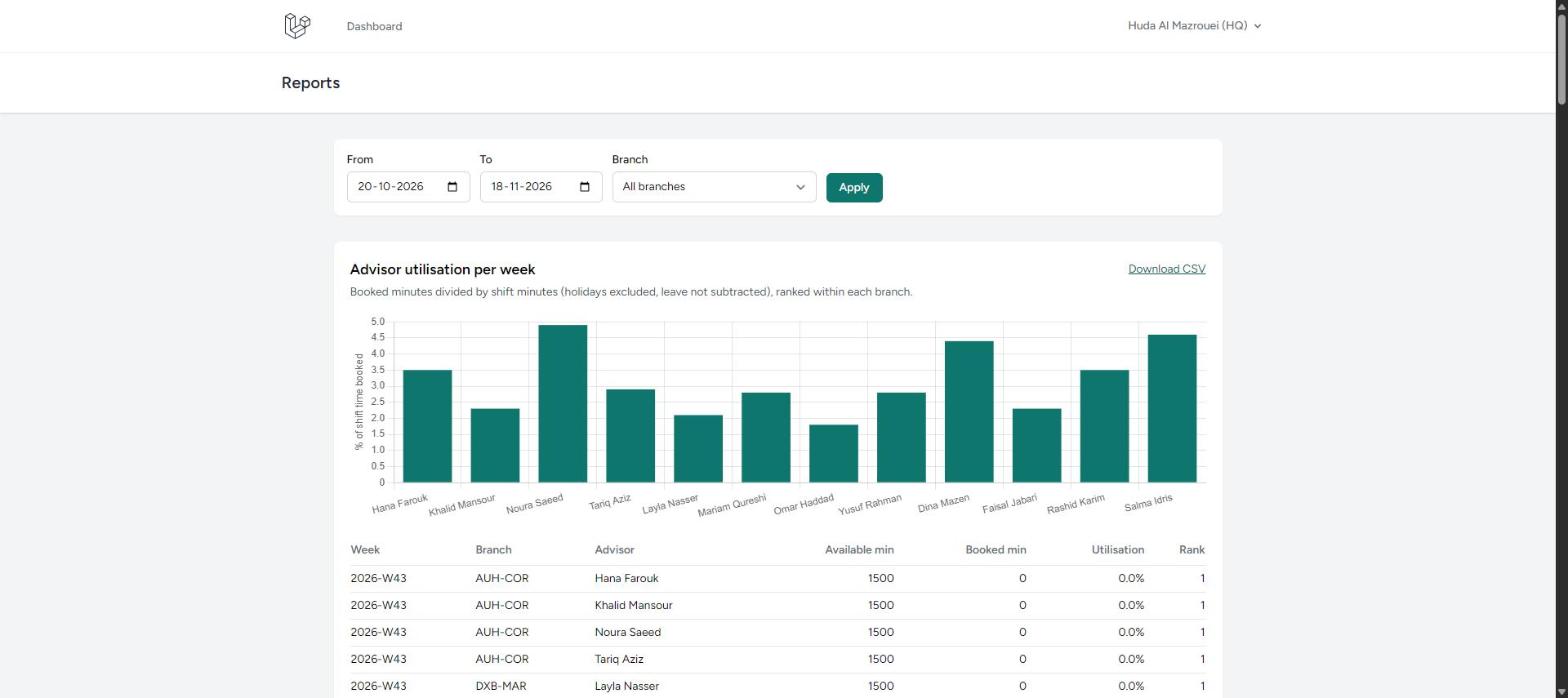 Dashboard
Huda Al Mazrouei (HQ)
Reports
From
To
Branch
20-10-2026
18-11-2026
All branches
Apply
Advisor utilisation per week
Download CSV
Booked minutes divided by shift minutes (holidays excluded, leave not subtracted), ranked within each branch.
% of shift time booked
5.0
4.5
4.0
3.5
3.0
2.5
2.0
1.5
1.0
0.5
0
Hana Farouk
Khalid Mansour
Noura Saeed
Tariq Aziz
Layla Nasser
Mariam Qureshi
Omar Haddad
Yusuf Rahman
Dina Mazen
Faisal Jabari
Rashid Karim
Salma Idris
Week Branch Advisor Available min Booked min Utilisation Rank
2026-W43 AUH-COR Hana Farouk 1500 0 0.0% 1
2026-W43 AUH-COR Khalid Mansour 1500 0 0.0% 1
2026-W43 AUH-COR Noura Saeed 1500 0 0.0% 1
2026-W43 AUH-COR Tariq Aziz 1500 0 0.0% 1
2026-W43 DXB-MAR Layla Nasser 1500 0 0.0% 1